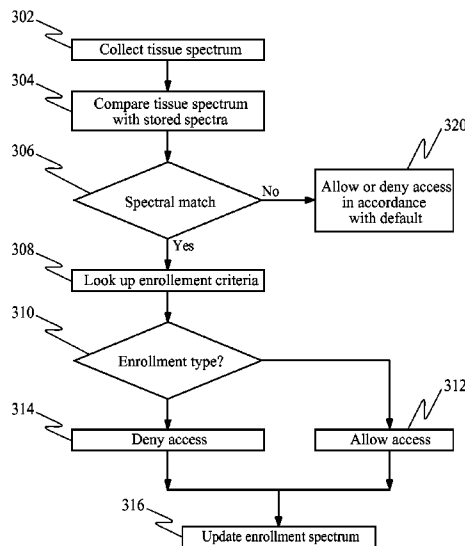 302
Collect tissue spectrum
304
Compare tissue spectrum
with stored spectra
306
Spectral match
No
320
Allow or deny access
in accordance
with default
Yes
308
Look up enrollement criteria
310
Enrollment type?
314
Deny access
312
Allow access
316
Update enrollment spectrum